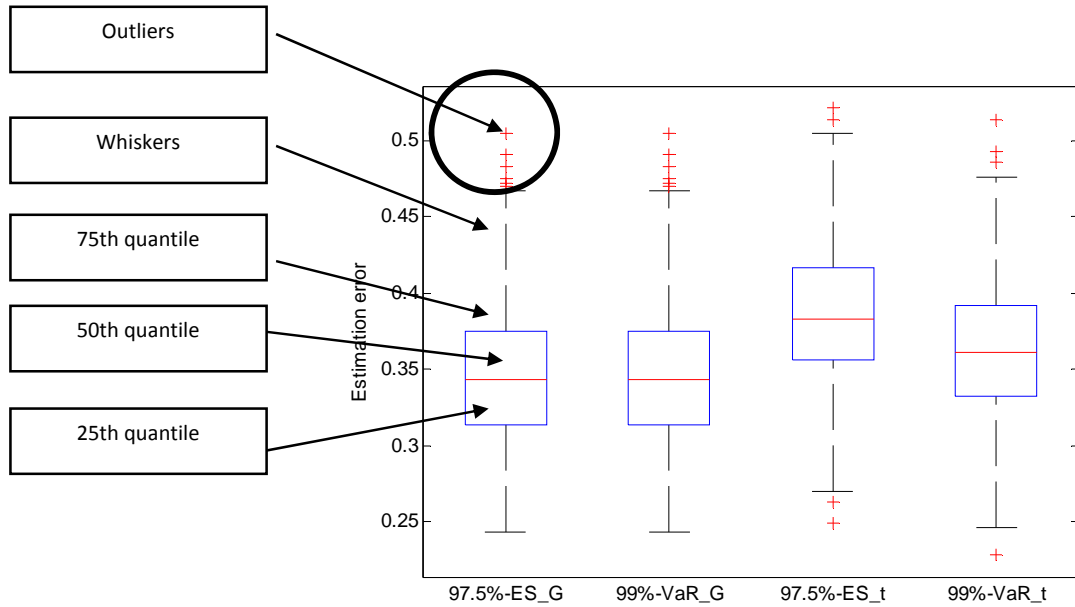 Outliers
Whiskers
75th quantile
50th quantile
25th quantile
Estimation error
0.5
0.45
0.4
0.35
0.3
0.25
97.5%-ES_G
99%-VaR_G
97.5%-ES_t
99%-VaR_t